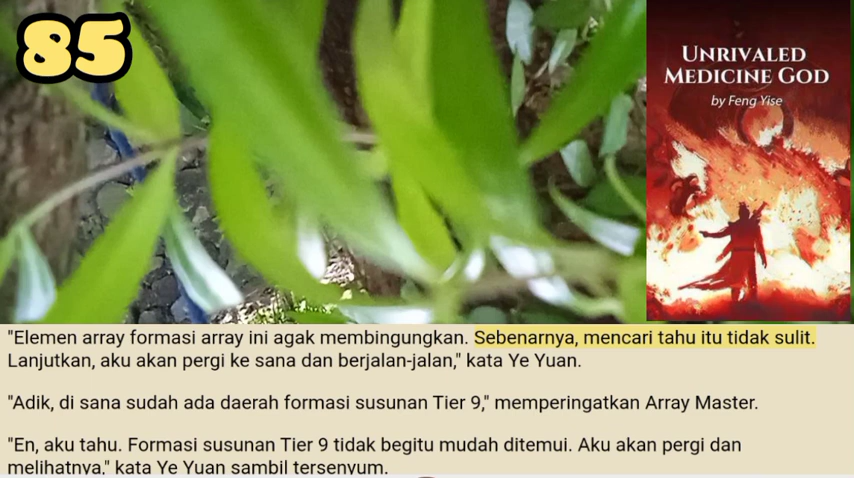 85
UNRIVALED
MEDICINE GOD
by Feng Yise
"Elemen array formasi array ini agak membingungkan. Sebenarnya, mencari tahu itu tidak sulit.
Lanjutkan, aku akan pergi ke sana dan berjalan-jalan," kata Ye Yuan.
"Adik, di sana sudah ada daerah formasi susunan Tier 9," memperingatkan Array Master.
"En, aku tahu. Formasi susunan Tier 9 tidak begitu mudah ditemui. Aku akan pergi dan
melihatnya," kata Ye Yuan sambil tersenyum.